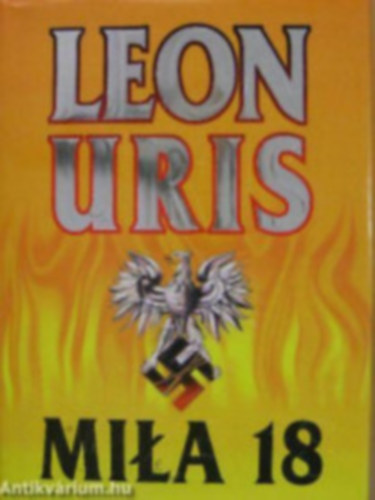 LEON
URIS
MIŁA 18
Antikvarium.hu